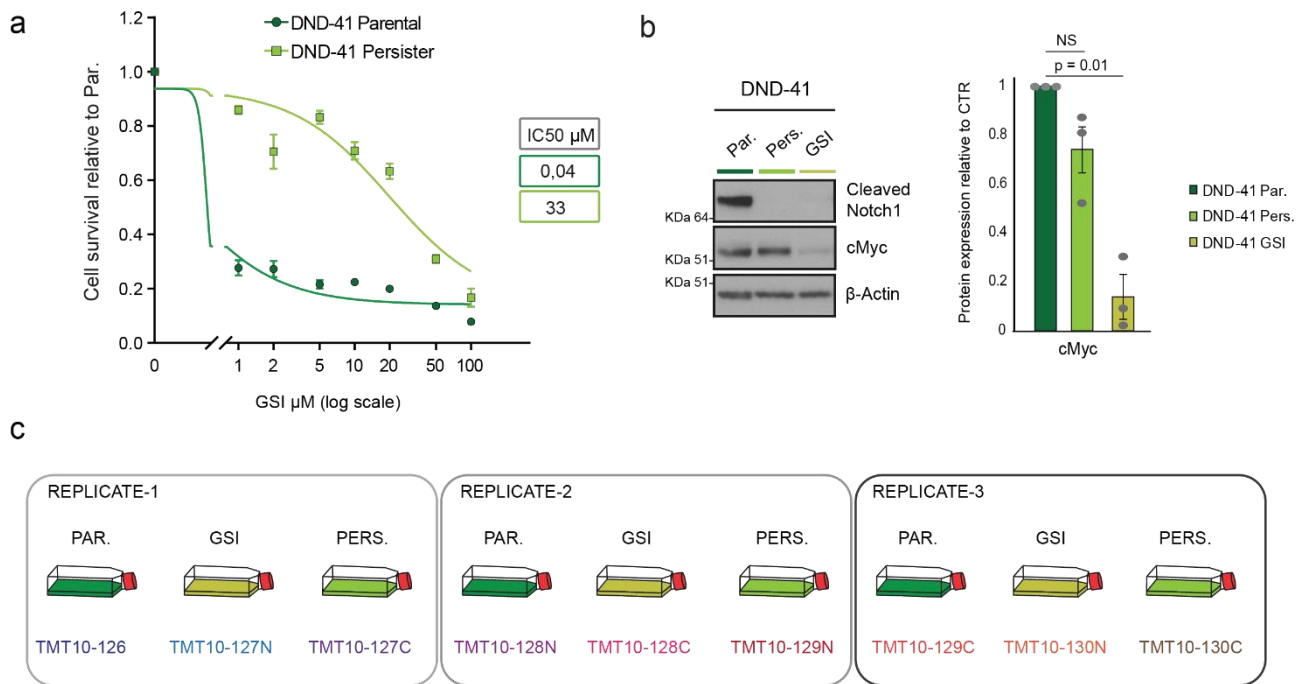 a
DND-41 Parental
DND-41 Persister
Cell survival relative to Par.
1.2
1.0
0.8
0.6
0.4
0.2
0.0
0
1
2
5
10
20
50
100
GSI µM (log scale)
IC50 µM
0,04
33
b
DND-41
Par.
Pers.
GSI
KDa 64
Cleaved
Notch1
KDa 51
cMyc
KDa 51
β-Actin
NS
p = 0.01
Protein expression relative to CTR
1
0.8
0.6
0.4
0.2
0
cMyc
DND-41 Par.
DND-41 Pers.
DND-41 GSI
c
REPLICATE-1
PAR. GSI PERS.
TMT10-126 TMT10-127N TMT10-127C
REPLICATE-2
PAR. GSI PERS.
TMT10-128N TMT10-128C TMT10-129N
REPLICATE-3
PAR. GSI PERS.
TMT10-129C TMT10-130N TMT10-130C